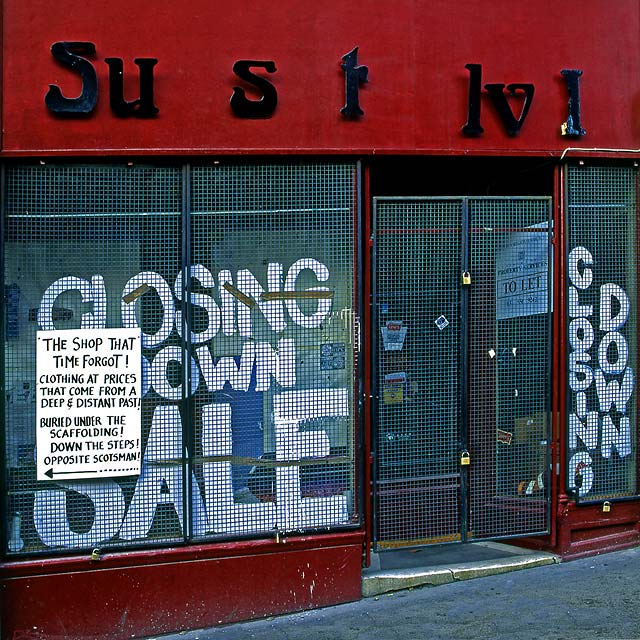 Su s t lvl
CLOSING
DOWN
SALE
'THE SHOP THAT
TIME FORGOT!
CLOTHING AT PRICES
THAT COME FROM A
DEEP & DISTANT PAST!
BURIED UNDER THE
SCAFFOLDING!
DOWN THE STEPS!
OPPOSITE SCOTSMAN!
TO LET
CLOSING
DOWN